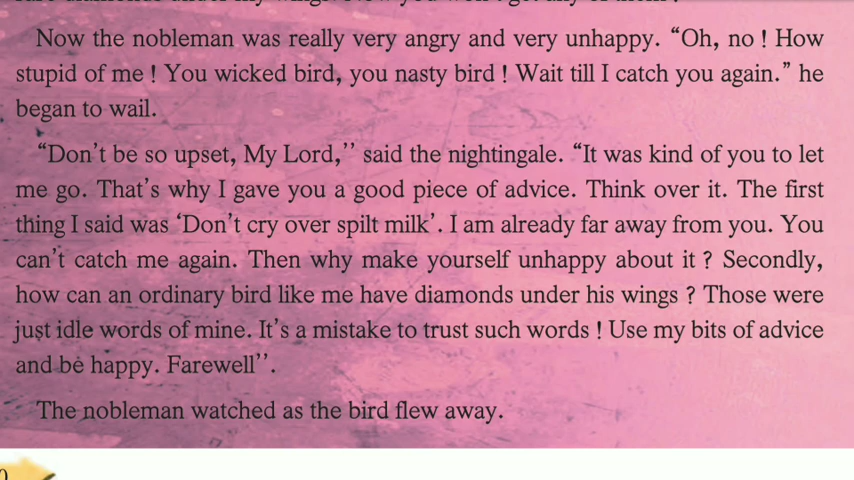 Now the nobleman was really very angry and very unhappy. “Oh, no ! How
stupid of me ! You wicked bird, you nasty bird ! Wait till I catch you again.” he
began to wail.
“Don’t be so upset, My Lord,’’ said the nightingale. “It was kind of you to let
me go. That’s why I gave you a good piece of advice. Think over it. The first
thing I said was ‘Don’t cry over spilt milk’. I am already far away from you. You
can’t catch me again. Then why make yourself unhappy about it ? Secondly,
how can an ordinary bird like me have diamonds under his wings ? Those were
just idle words of mine. It’s a mistake to trust such words ! Use my bits of advice
and be happy. Farewell’’.
The nobleman watched as the bird flew away.